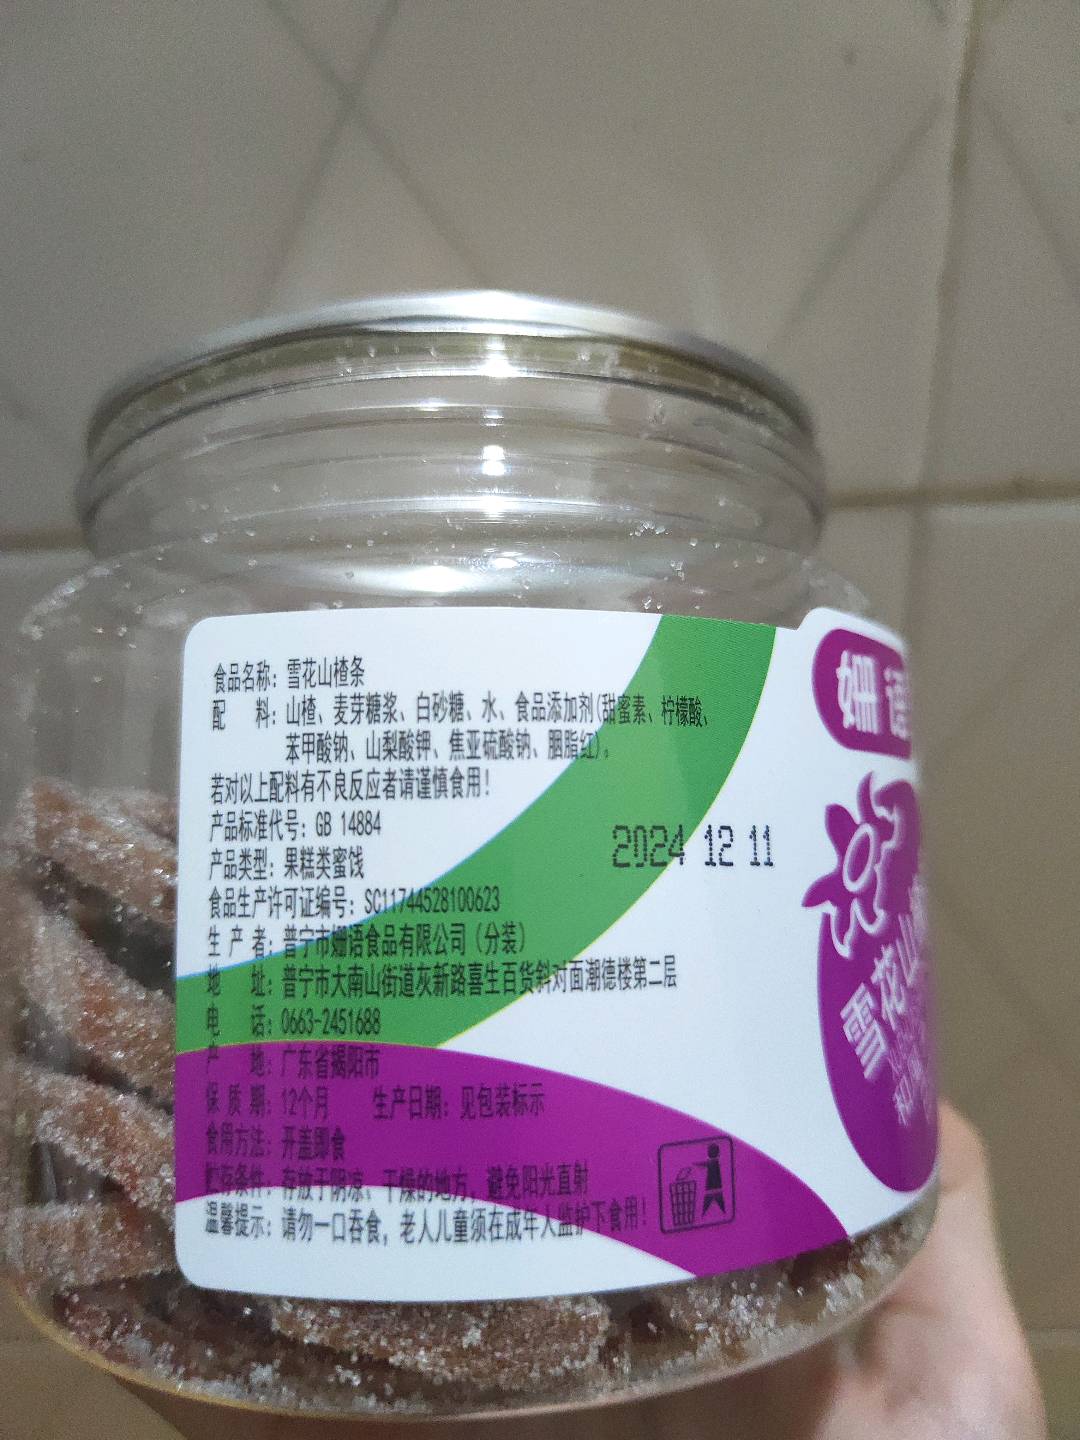 食品名称：雪花山楂条
配 料：山楂、麦芽糖浆、白砂糖、水、食品添加剂(甜蜜素、柠檬酸、
苯甲酸钠、山梨酸钾、焦亚硫酸钠、胭脂红)。
若对以上配料有不良反应者请谨慎食用！
产品标准代号：GB 14884
产品类型：果糕类蜜饯
食品生产许可证编号：SC11744528100623
生 产 者：普宁市姗语食品有限公司（分装）
地 址：普宁市大南山街道灰新路喜生百货斜对面潮德楼第二层
电 话：0663-2451688
产 地：广东省揭阳市
保 质 期：12个月 生产日期：见包装标示
食用方法：开盖即食
贮存条件：存放于阴凉、干燥的地方，避免阳光直射
温馨提示：请勿一口吞食，老人儿童须在成年人监护下食用！
2024 12 11
姗语
雪花山